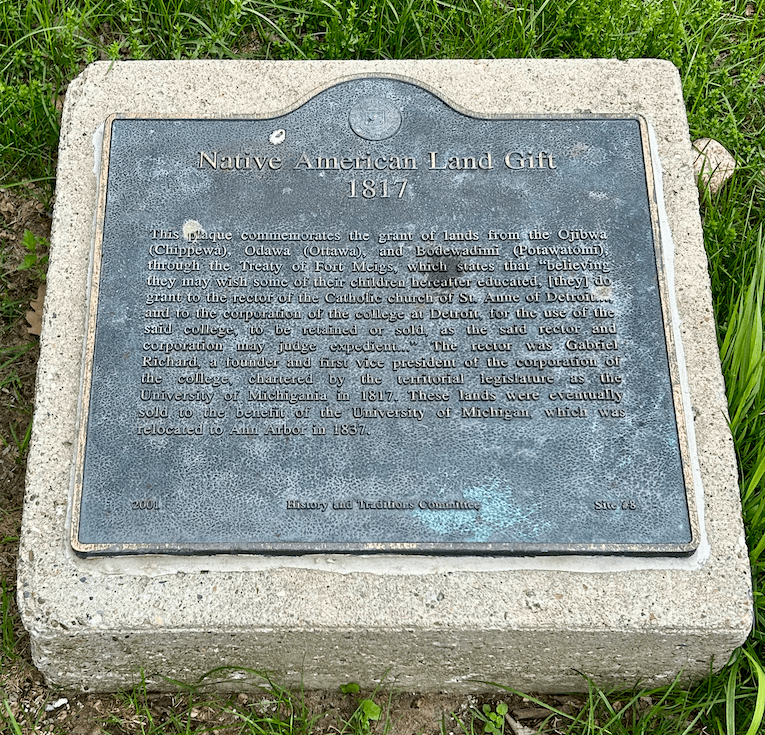 Native American Land Gift
1817
This plaque commemorates the grant of lands from the Ojibwa
(Chippewa), Odawa (Ottawa), and Bodewadimi (Potawatomi),
through the Treaty of Fort Meigs, which states that "believing
they may wish some of their children hereafter educated, [they] do
grant to the rector of the Catholic church of St. Anne of Detroit...
and to the corporation of the college at Detroit, for the use of the
said college, to be retained or sold, as the said rector and
corporation may judge expedient..." The rector was Gabriel
Richard, a founder and first vice president of the corporation of
the college, chartered by the territorial legislature as the
University of Michigania in 1817. These lands were eventually
sold to the benefit of the University of Michigan, which was
relocated to Ann Arbor in 1837.
2001 History and Traditions Committee Site #8